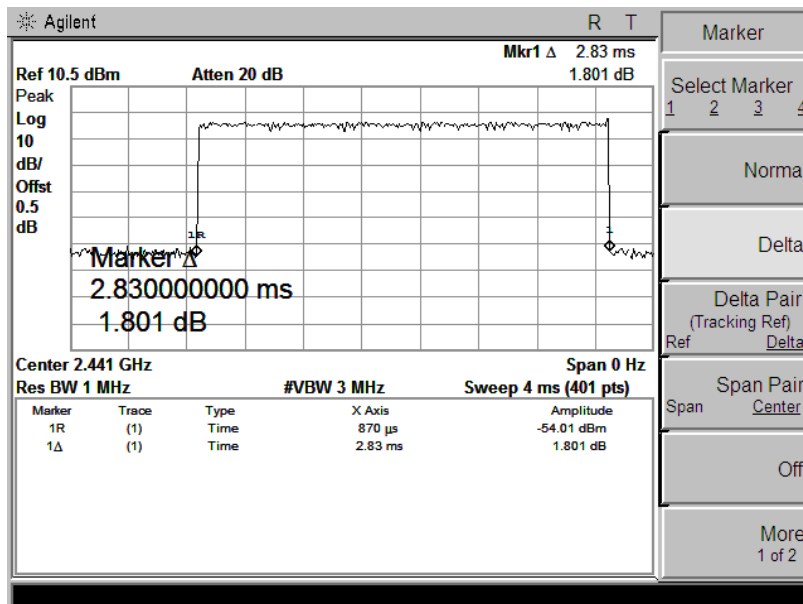 Agilent R T
Mkr1 Δ 2.83 ms
Ref 10.5 dBm Atten 20 dB 1.801 dB
Peak
Log
10
dB/
Offst
0.5
dB
1R
1
Marker Δ
2.830000000 ms
1.801 dB
Center 2.441 GHz Span 0 Hz
Res BW 1 MHz #VBW 3 MHz Sweep 4 ms (401 pts)
Marker Trace Type X Axis Amplitude
1R (1) Time 870 µs -54.01 dBm
1Δ (1) Time 2.83 ms 1.801 dB
Marker
Select Marker
1 2 3 4
Norma
Delta
Delta Pair
(Tracking Ref)
Ref Delta
Span Pair
Span Center
Off
More
1 of 2